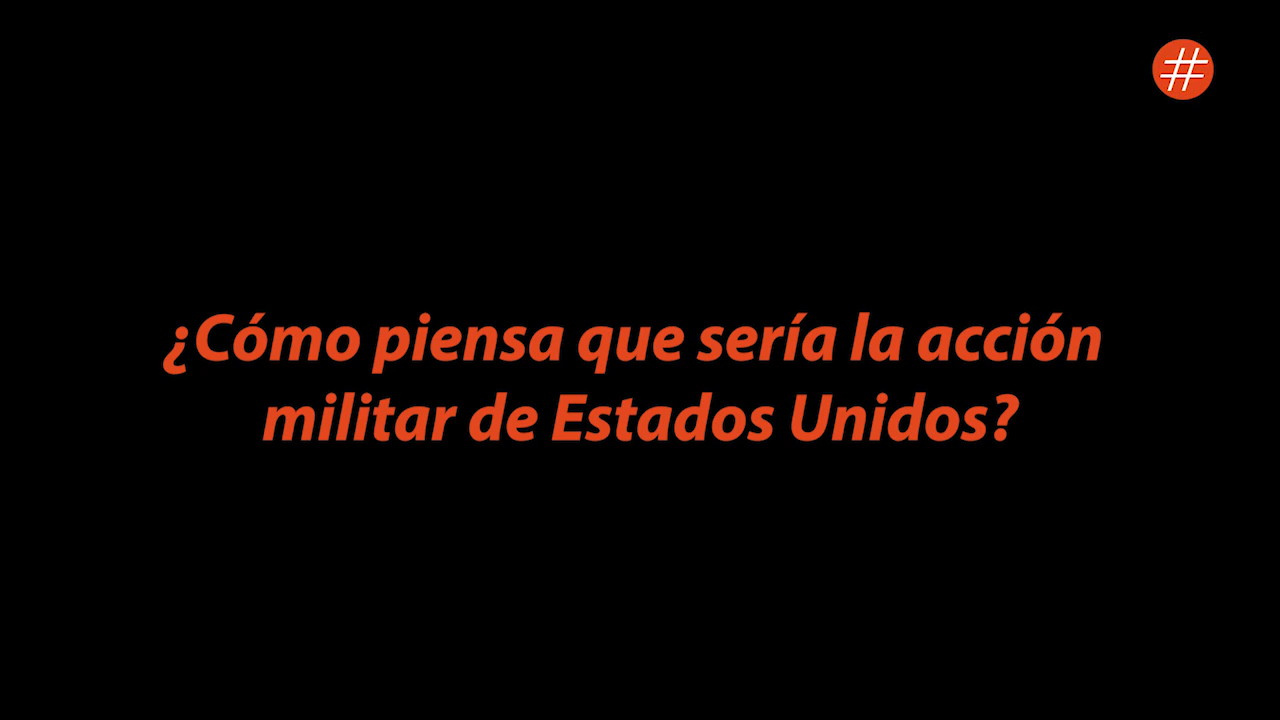 #
¿Cómo piensa que sería la acción
militar de Estados Unidos?